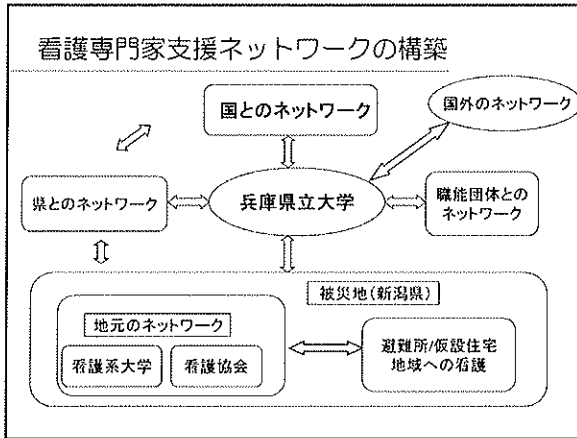 看護専門家支援ネットワークの構築
国とのネットワーク
国外のネットワーク
県とのネットワーク
兵庫県立大学
職能団体との
ネットワーク
被災地(新潟県)
地元のネットワーク
看護系大学
看護協会
避難所/仮設住宅
地域への看護